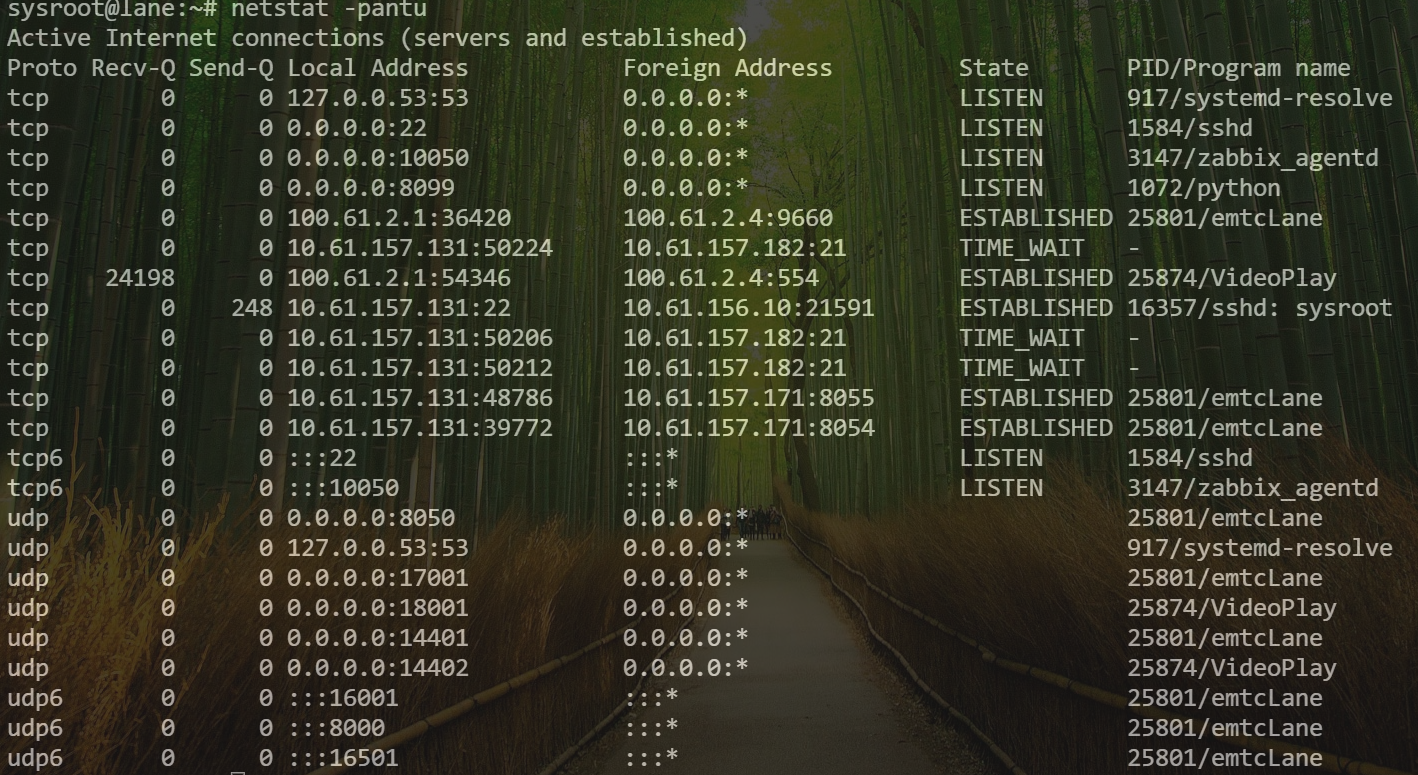 sysroot@lane:~# netstat -pantu
Active Internet connections (servers and established)
Proto Recv-Q Send-Q Local Address           Foreign Address         State       PID/Program name
tcp        0      0 127.0.0.53:53           0.0.0.0:*               LISTEN      917/systemd-resolve
tcp        0      0 0.0.0.0:22              0.0.0.0:*               LISTEN      1584/sshd
tcp        0      0 0.0.0.0:10050           0.0.0.0:*               LISTEN      3147/zabbix_agentd
tcp        0      0 0.0.0.0:8099            0.0.0.0:*               LISTEN      1072/python
tcp        0      0 100.61.2.1:36420        100.61.2.4:9660         ESTABLISHED 25801/emtcLane
tcp        0      0 10.61.157.131:50224     10.61.157.182:21        TIME_WAIT   -
tcp    24198      0 100.61.2.1:54346        100.61.2.4:554          ESTABLISHED 25874/VideoPlay
tcp        0    248 10.61.157.131:22        10.61.156.10:21591      ESTABLISHED 16357/sshd: sysroot
tcp        0      0 10.61.157.131:50206     10.61.157.182:21        TIME_WAIT   -
tcp        0      0 10.61.157.131:50212     10.61.157.182:21        TIME_WAIT   -
tcp        0      0 10.61.157.131:48786     10.61.157.171:8055      ESTABLISHED 25801/emtcLane
tcp        0      0 10.61.157.131:39772     10.61.157.171:8054      ESTABLISHED 25801/emtcLane
tcp6       0      0 :::22                   :::*                    LISTEN      1584/sshd
tcp6       0      0 :::10050                :::*                    LISTEN      3147/zabbix_agentd
udp        0      0 0.0.0.0:8050            0.0.0.0:*                           25801/emtcLane
udp        0      0 127.0.0.53:53           0.0.0.0:*                           917/systemd-resolve
udp        0      0 0.0.0.0:17001           0.0.0.0:*                           25801/emtcLane
udp        0      0 0.0.0.0:18001           0.0.0.0:*                           25874/VideoPlay
udp        0      0 0.0.0.0:14401           0.0.0.0:*                           25801/emtcLane
udp        0      0 0.0.0.0:14402           0.0.0.0:*                           25874/VideoPlay
udp6       0      0 :::16001                :::*                                25801/emtcLane
udp6       0      0 :::8000                 :::*                                25801/emtcLane
udp6       0      0 :::16501                :::*                                25801/emtcLane